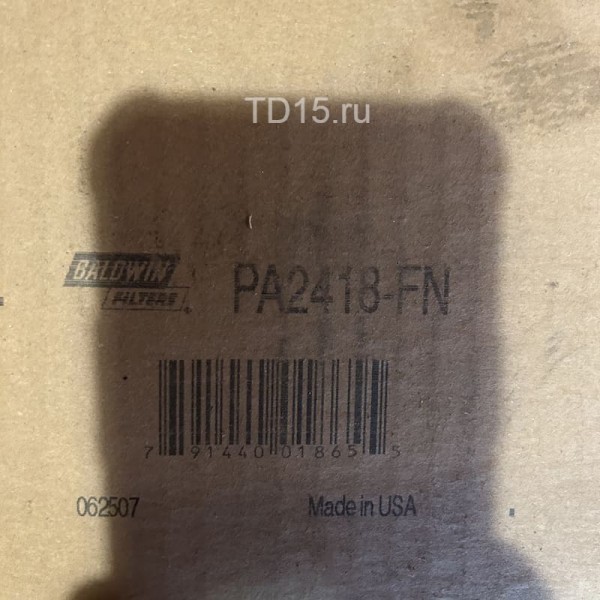 TD15.ru
BALDWIN
FILTERS
PA2418-FN
7 91440 01865 5
062507
Made in USA